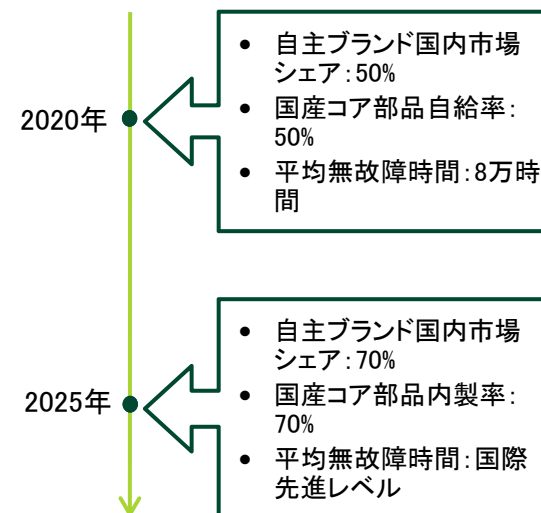 2020年
• 自主ブランド国内市場
シェア:50%
• 国産コア部品自給率:
50%
• 平均無故障時間:8万時
間
2025年
• 自主ブランド国内市場
シェア:70%
• 国産コア部品内製率:
70%
• 平均無故障時間:国際
先進レベル